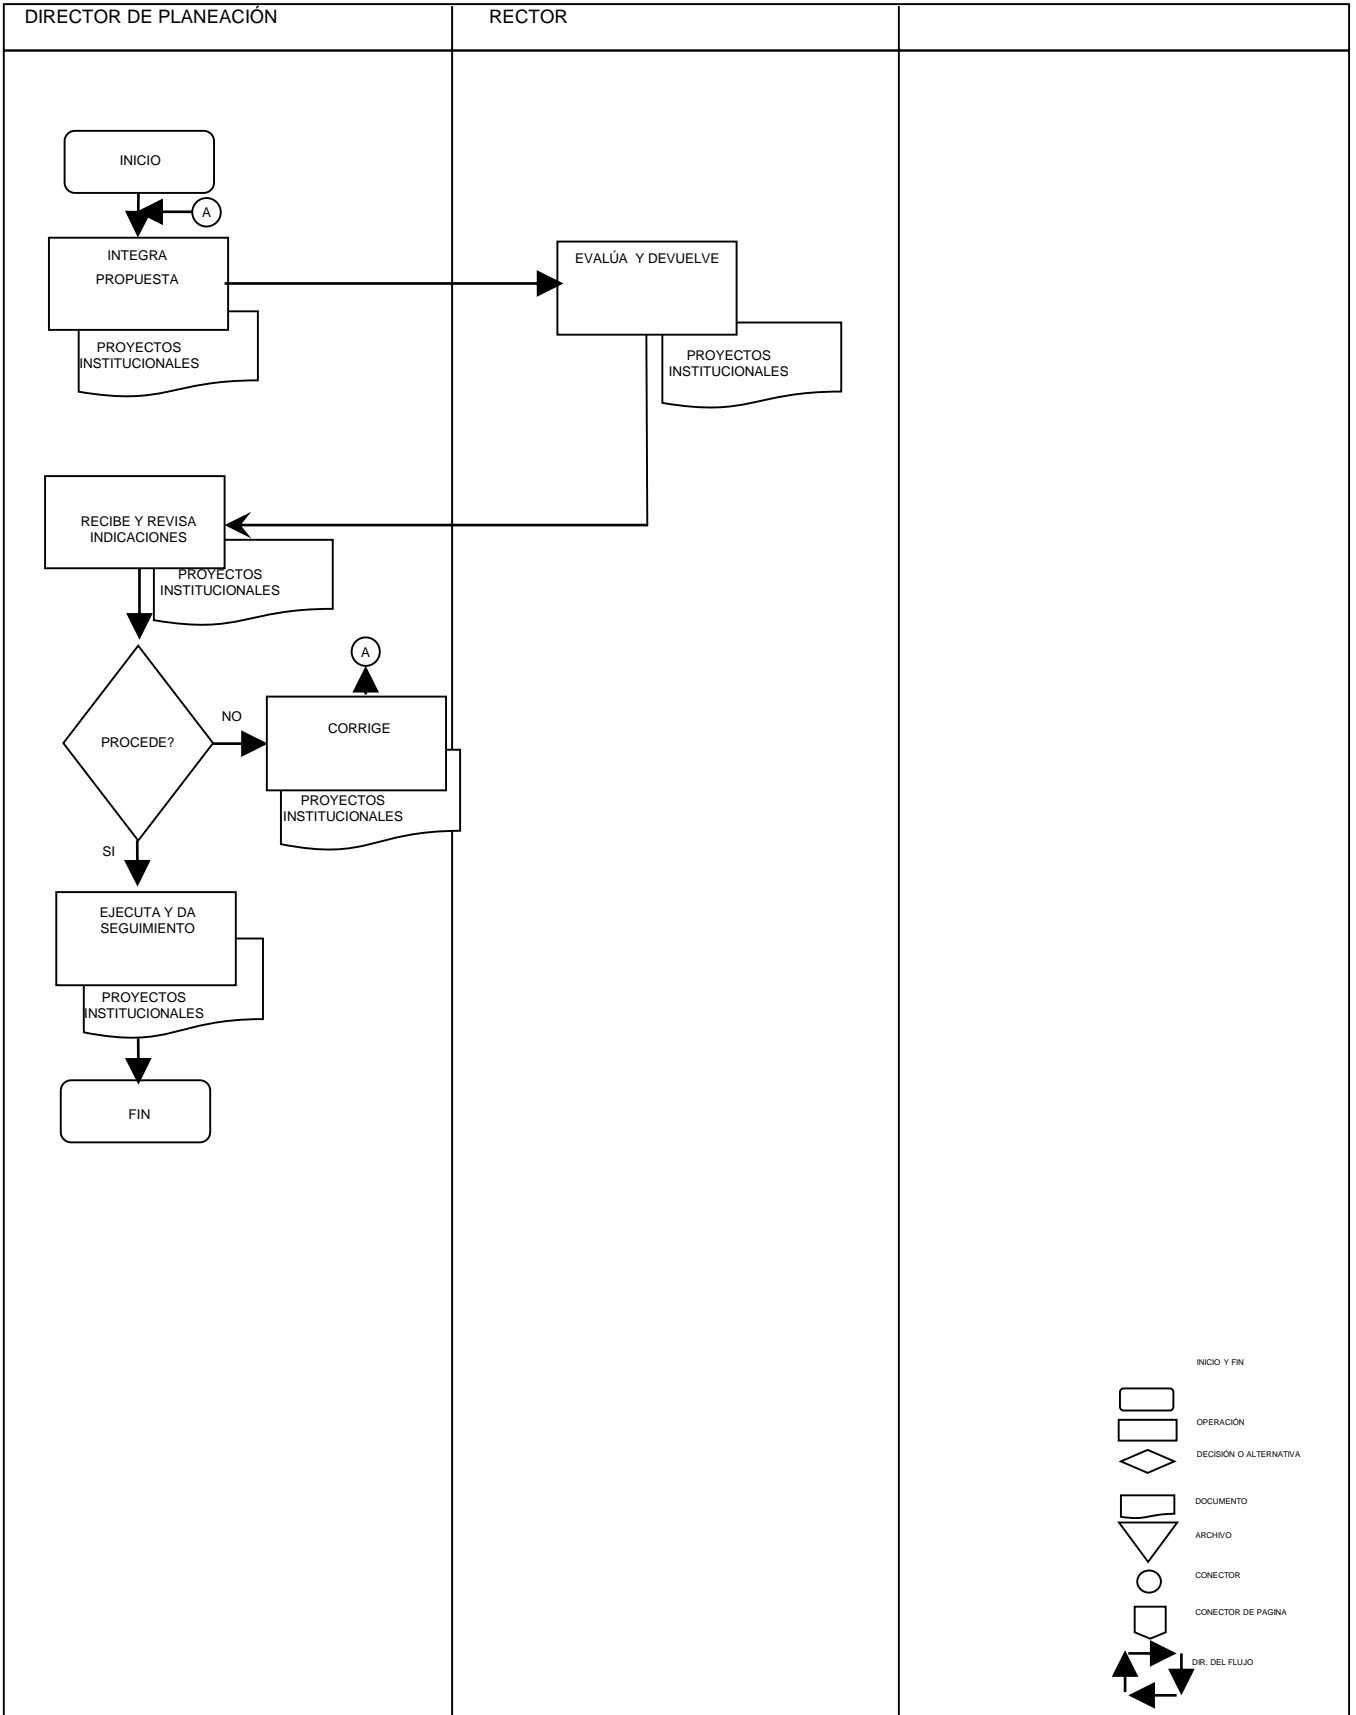 DIRECTOR DE PLANEACIÓN
RECTOR
INICIO
A
INTEGRA
PROPUESTA
PROYECTOS
INSTITUCIONALES
EVALÚA Y DEVUELVE
PROYECTOS
INSTITUCIONALES
RECIBE Y REVISA
INDICACIONES
PROYECTOS
INSTITUCIONALES
A
PROCEDE?
NO
CORRIGE
PROYECTOS
INSTITUCIONALES
SI
EJECUTA Y DA
SEGUIMIENTO
PROYECTOS
INSTITUCIONALES
FIN
INICIO Y FIN
OPERACIÓN
DECISIÓN O ALTERNATIVA
DOCUMENTO
ARCHIVO
CONECTOR
CONECTOR DE PAGINA
DIR. DEL FLUJO